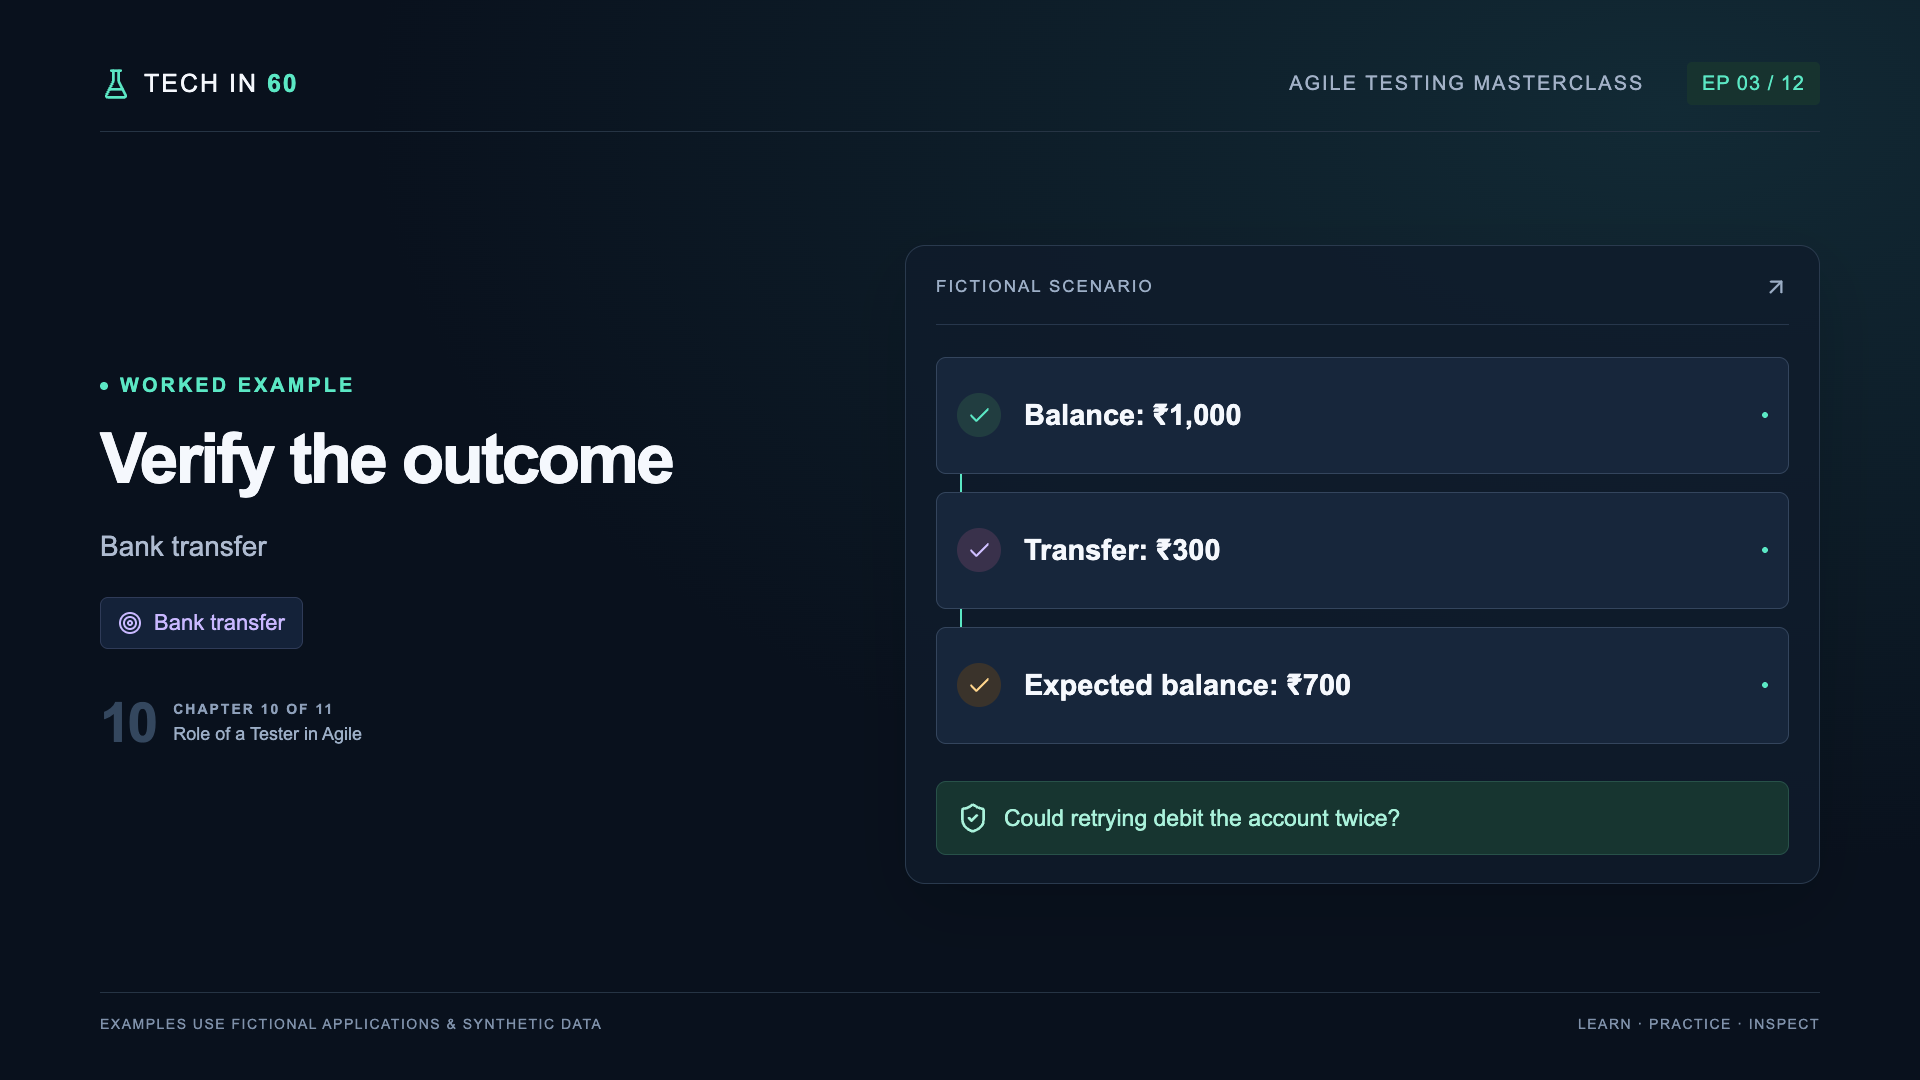 TECH IN 60
AGILE TESTING MASTERCLASS
EP 03 / 12
WORKED EXAMPLE
Verify the outcome
Bank transfer
Bank transfer
10
CHAPTER 10 OF 11
Role of a Tester in Agile
FICTIONAL SCENARIO
Balance: ₹1,000
Transfer: ₹300
Expected balance: ₹700
Could retrying debit the account twice?
EXAMPLES USE FICTIONAL APPLICATIONS & SYNTHETIC DATA
LEARN · PRACTICE · INSPECT